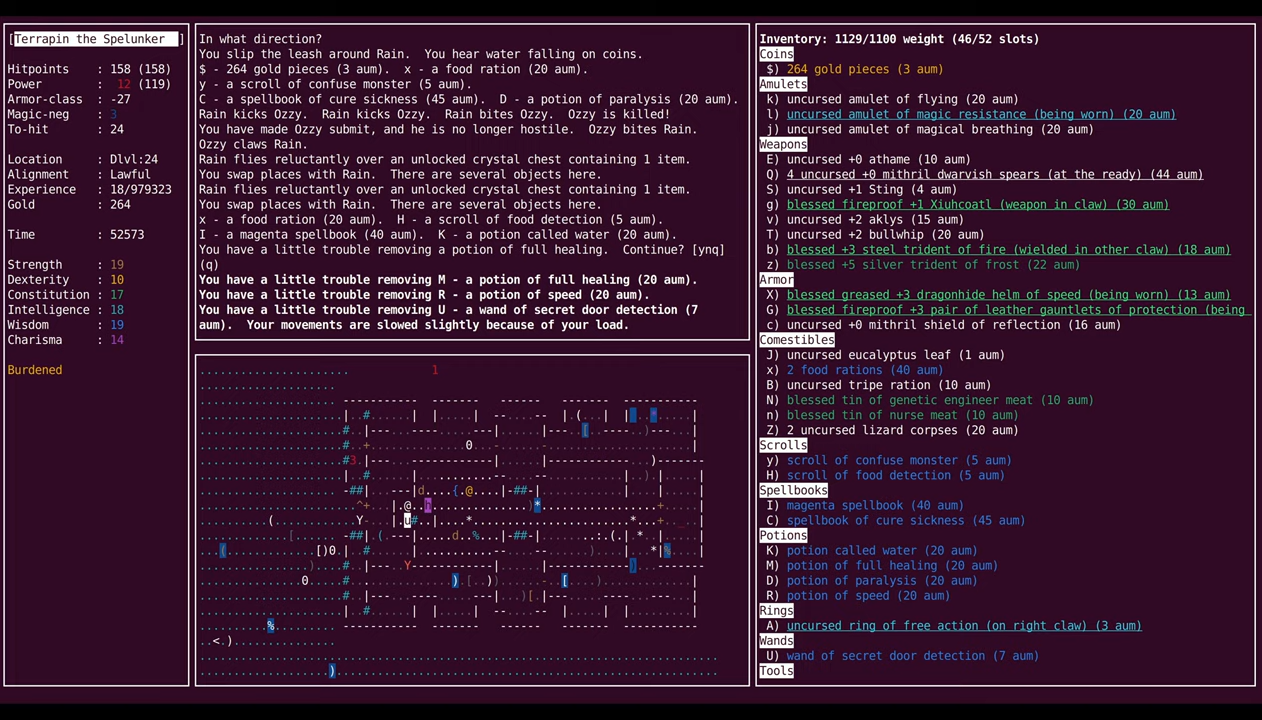 [Terrapin the Spelunker ]
Hitpoints : 158 (158)
Power : 12 (119)
Armor-class : -27
Magic-neg : 3
To-hit : 24
Location : Dlvl:24
Alignment : Lawful
Experience : 18/979323
Gold : 264
Time : 52573
Strength : 19
Dexterity : 10
Constitution : 17
Intelligence : 18
Wisdom : 19
Charisma : 14
Burdened
In what direction?
You slip the leash around Rain. You hear water falling on coins.
$ - 264 gold pieces (3 aum). x - a food ration (20 aum).
y - a scroll of confuse monster (5 aum).
C - a spellbook of cure sickness (45 aum). D - a potion of paralysis (20 aum).
Rain kicks Ozzy. Rain kicks Ozzy. Rain bites Ozzy. Ozzy is killed!
You have made Ozzy submit, and he is no longer hostile. Ozzy bites Rain.
Ozzy claws Rain.
Rain flies reluctantly over an unlocked crystal chest containing 1 item.
You swap places with Rain. There are several objects here.
Rain flies reluctantly over an unlocked crystal chest containing 1 item.
You swap places with Rain. There are several objects here.
x - a food ration (20 aum). H - a scroll of food detection (5 aum).
I - a magenta spellbook (40 aum). K - a potion called water (20 aum).
You have a little trouble removing a potion of full healing. Continue? [ynq]
(q)
You have a little trouble removing M - a potion of full healing (20 aum).
You have a little trouble removing R - a potion of speed (20 aum).
You have a little trouble removing U - a wand of secret door detection (7
aum). Your movements are slowed slightly because of your load.
Inventory: 1129/1100 weight (46/52 slots)
Coins
$) 264 gold pieces (3 aum)
Amulets
k) uncursed amulet of flying (20 aum)
l) uncursed amulet of magic resistance (being worn) (20 aum)
j) uncursed amulet of magical breathing (20 aum)
Weapons
E) uncursed +0 athame (10 aum)
Q) 4 uncursed +0 mithril dwarvish spears (at the ready) (44 aum)
S) uncursed +1 Sting (4 aum)
g) blessed fireproof +1 Xiuhcoatl (weapon in claw) (30 aum)
v) uncursed +2 aklys (15 aum)
T) uncursed +2 bullwhip (20 aum)
b) blessed +3 steel trident of fire (wielded in other claw) (18 aum)
z) blessed +5 silver trident of frost (22 aum)
Armor
X) blessed greased +3 dragonhide helm of speed (being worn) (13 aum)
G) blessed fireproof +3 pair of leather gauntlets of protection (being
c) uncursed +0 mithril shield of reflection (16 aum)
Comestibles
J) uncursed eucalyptus leaf (1 aum)
x) 2 food rations (40 aum)
B) uncursed tripe ration (10 aum)
N) blessed tin of genetic engineer meat (10 aum)
n) blessed tin of nurse meat (10 aum)
Z) 2 uncursed lizard corpses (20 aum)
Scrolls
y) scroll of confuse monster (5 aum)
H) scroll of food detection (5 aum)
Spellbooks
I) magenta spellbook (40 aum)
C) spellbook of cure sickness (45 aum)
Potions
K) potion called water (20 aum)
M) potion of full healing (20 aum)
D) potion of paralysis (20 aum)
R) potion of speed (20 aum)
Rings
A) uncursed ring of free action (on right claw) (3 aum)
Wands
U) wand of secret door detection (7 aum)
Tools